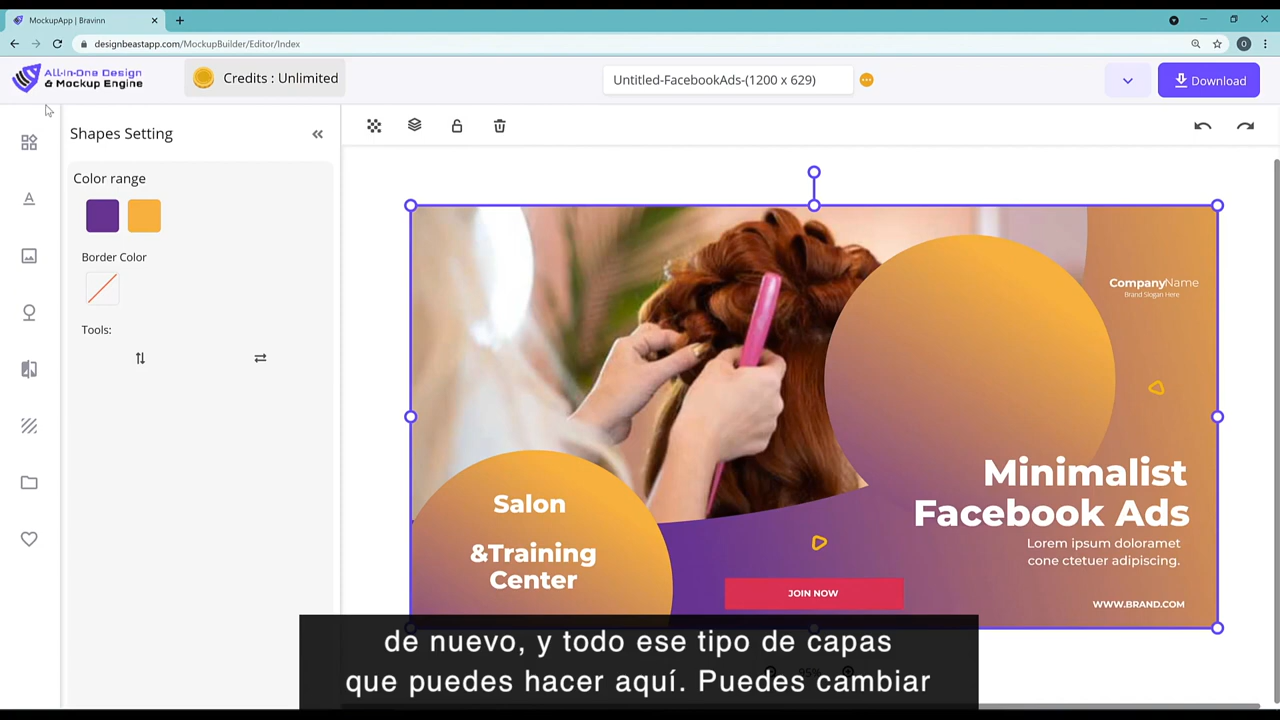 MockupApp | Bravinn
designbeastapp.com/MockupBuilder/Editor/Index
All-in-One Design
& Mockup Engine
Credits : Unlimited
Untitled-FacebookAds-(1200 x 629)
Download
Shapes Setting
Color range
Border Color
Tools:
CompanyName
Brand Slogan Here
Minimalist
Facebook Ads
Lorem ipsum doloramet
cone ctetuer adipiscing.
Salon
&Training
Center
JOIN NOW
WWW.BRAND.COM
de nuevo, y todo ese tipo de capas
que puedes hacer aquí. Puedes cambiar